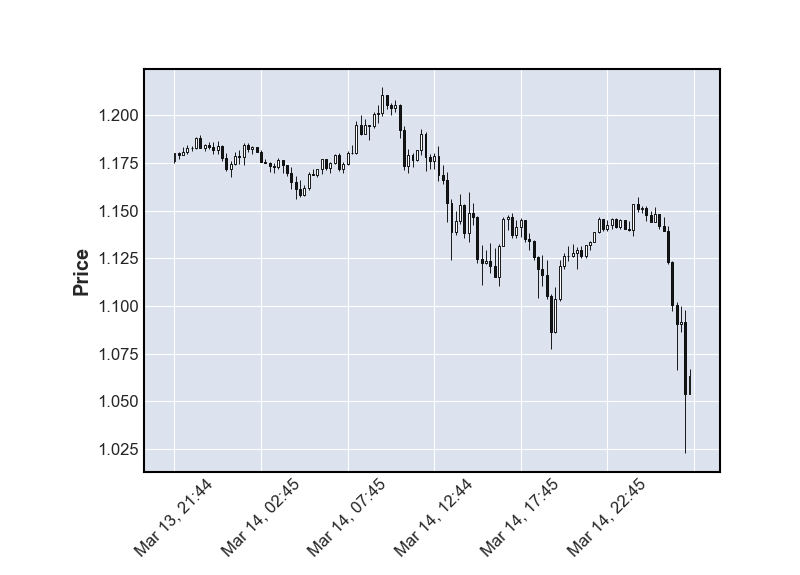 1.200
1.175
1.150
1.125
1.100
1.075
1.050
1.025
Price
Mar 13, 21:44
Mar 14, 02:45
Mar 14, 07:45
Mar 14, 12:44
Mar 14, 17:45
Mar 14, 22:45